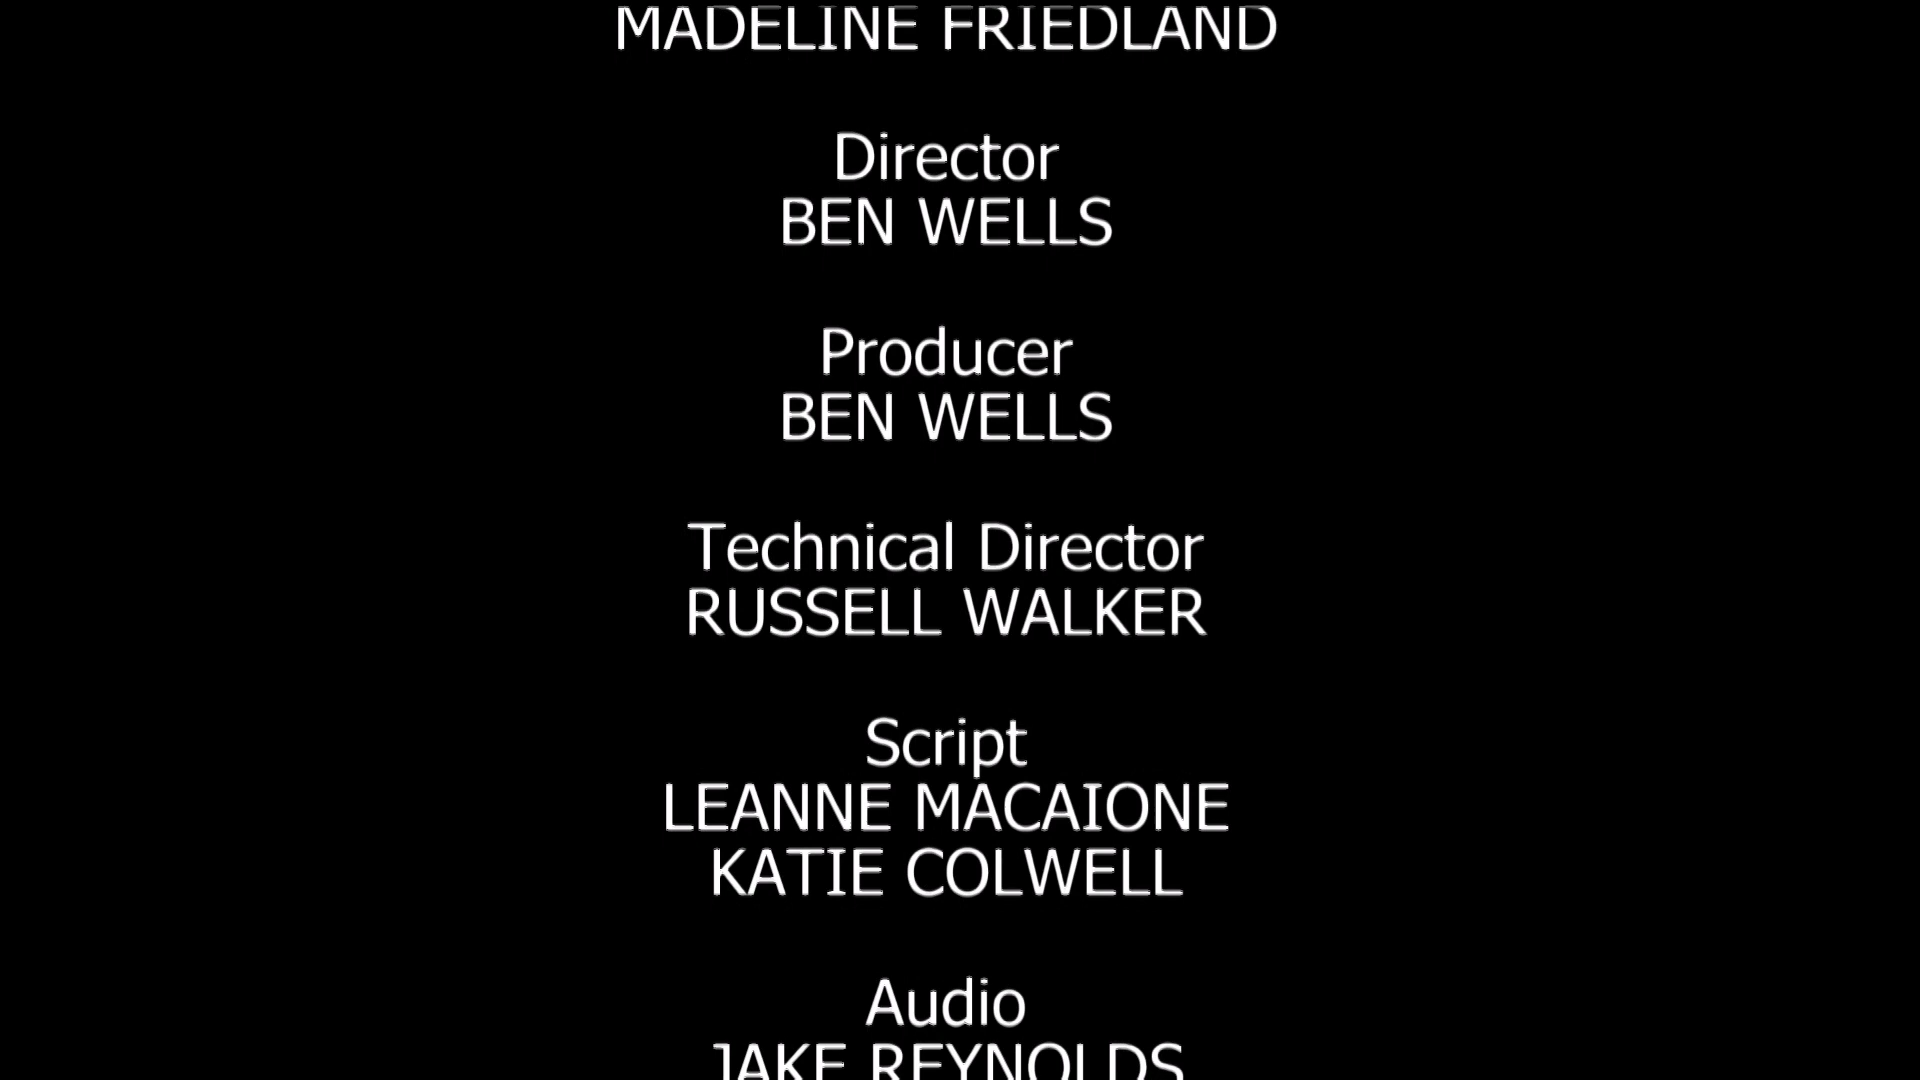 MADELINE FRIEDLAND
Director
BEN WELLS
Producer
BEN WELLS
Technical Director
RUSSELL WALKER
Script
LEANNE MACAIONE
KATIE COLWELL
Audio
JAKE REYNOLDS